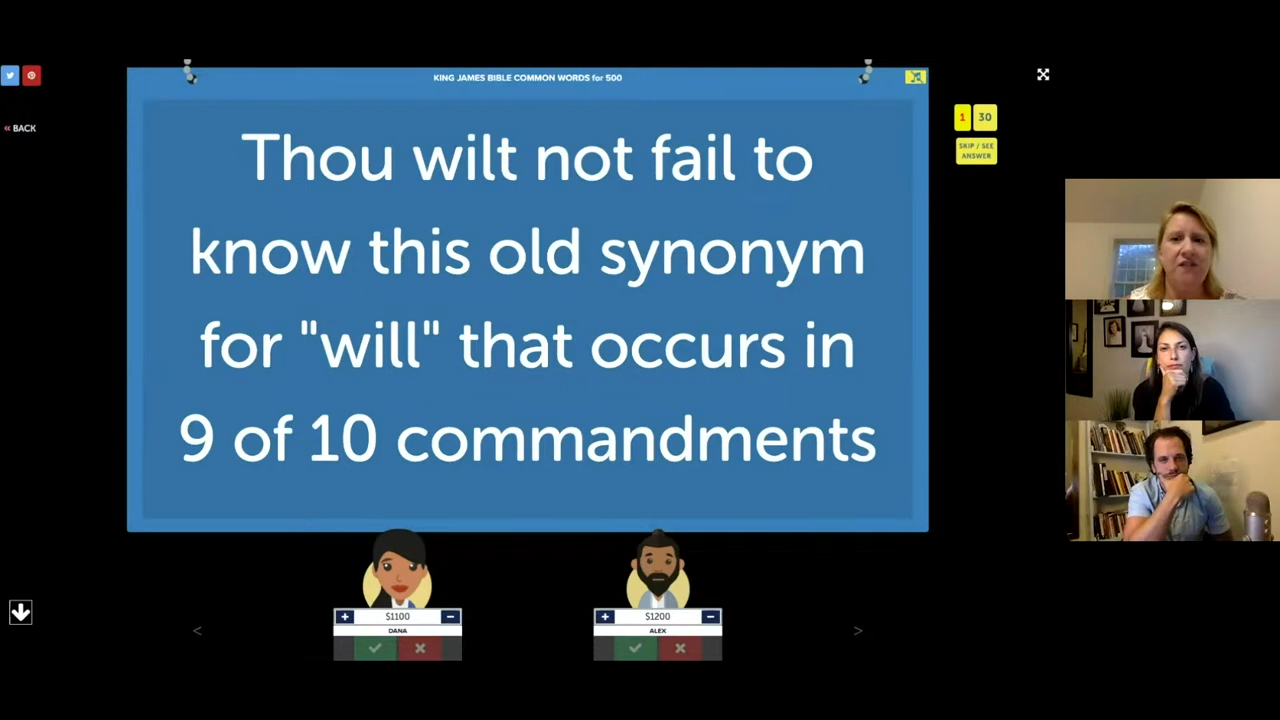 KING JAMES BIBLE COMMON WORDS for 500
« BACK
1 30
SKIP / SEE
ANSWER
Thou wilt not fail to
know this old synonym
for "will" that occurs in
9 of 10 commandments
+ $1100 −
DANA
+ $1200 −
ALEX
< >